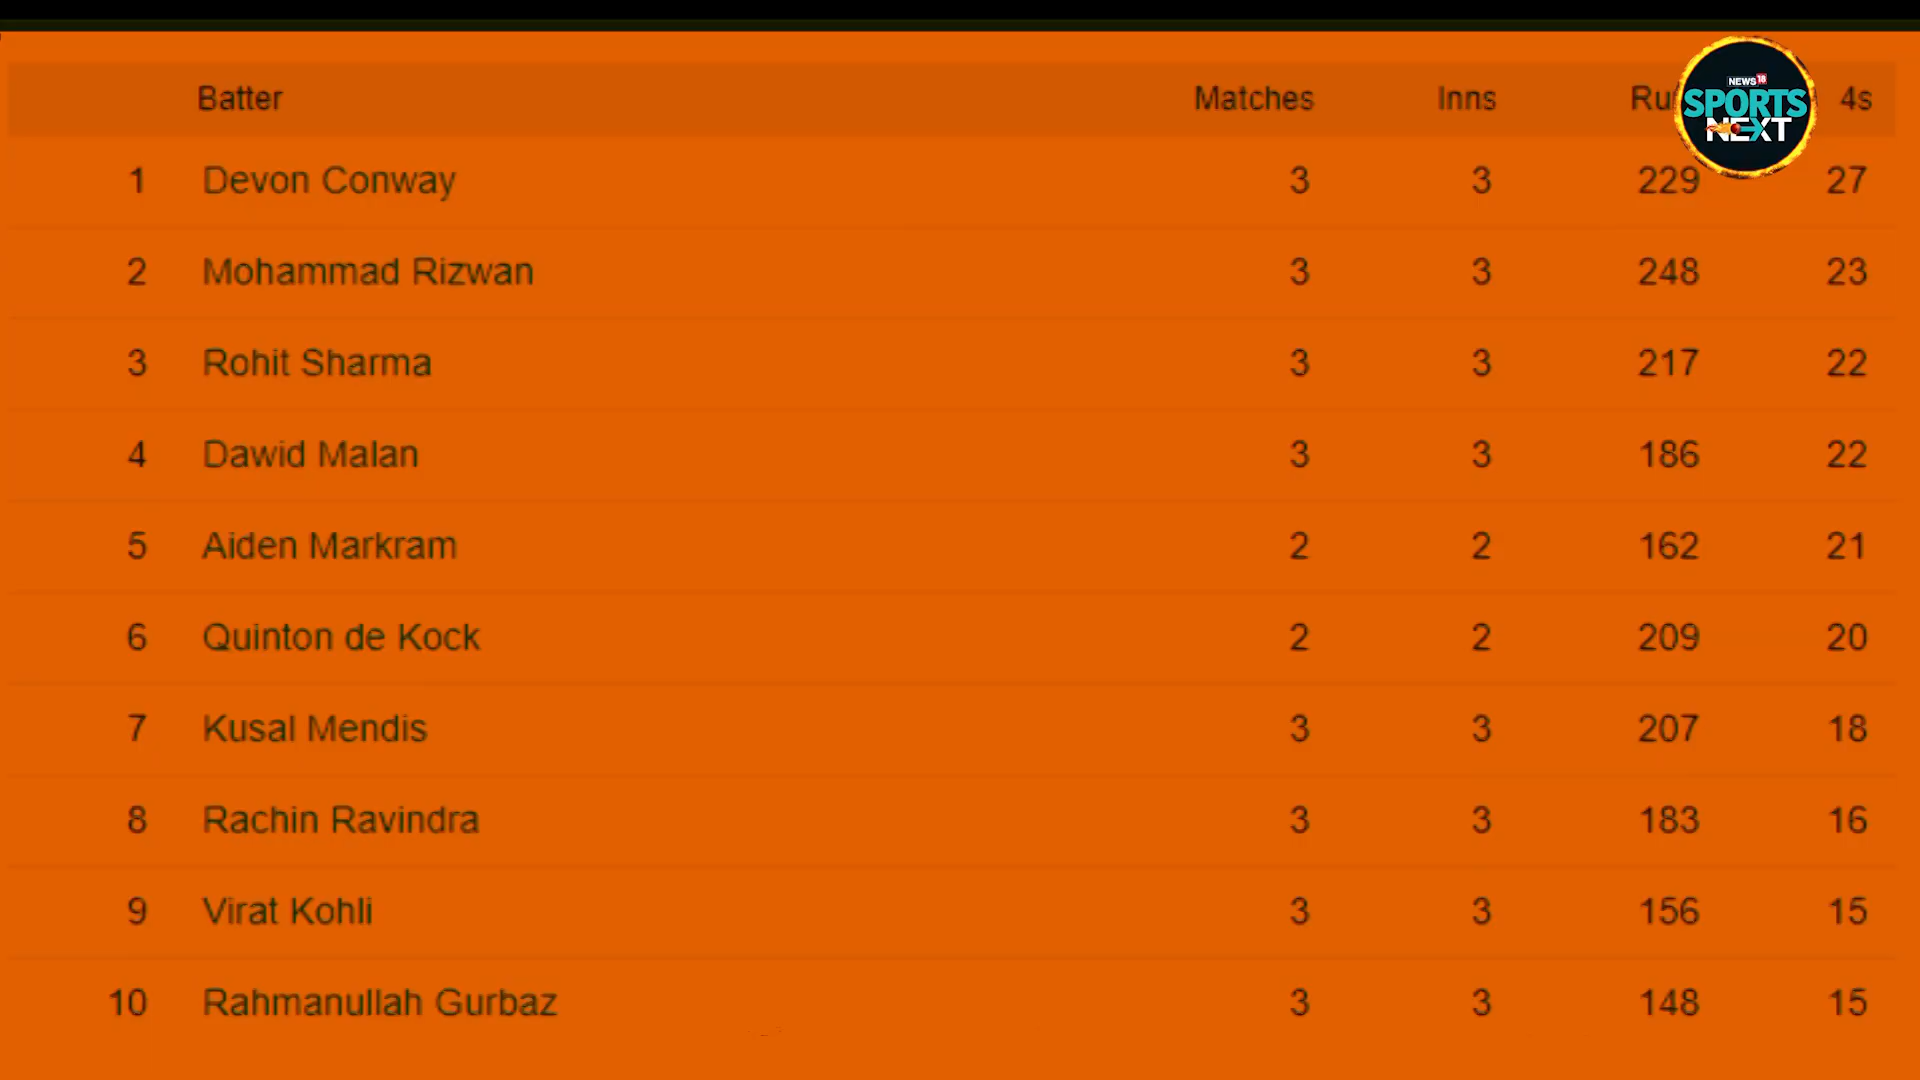 Batter Matches Inns 4s
1 Devon Conway 3 3 229 27
2 Mohammad Rizwan 3 3 248 23
3 Rohit Sharma 3 3 217 22
4 Dawid Malan 3 3 186 22
5 Aiden Markram 2 2 162 21
6 Quinton de Kock 2 2 209 20
7 Kusal Mendis 3 3 207 18
8 Rachin Ravindra 3 3 183 16
9 Virat Kohli 3 3 156 15
10 Rahmanullah Gurbaz 3 3 148 15
NEWS18
SPORTS
NEXT